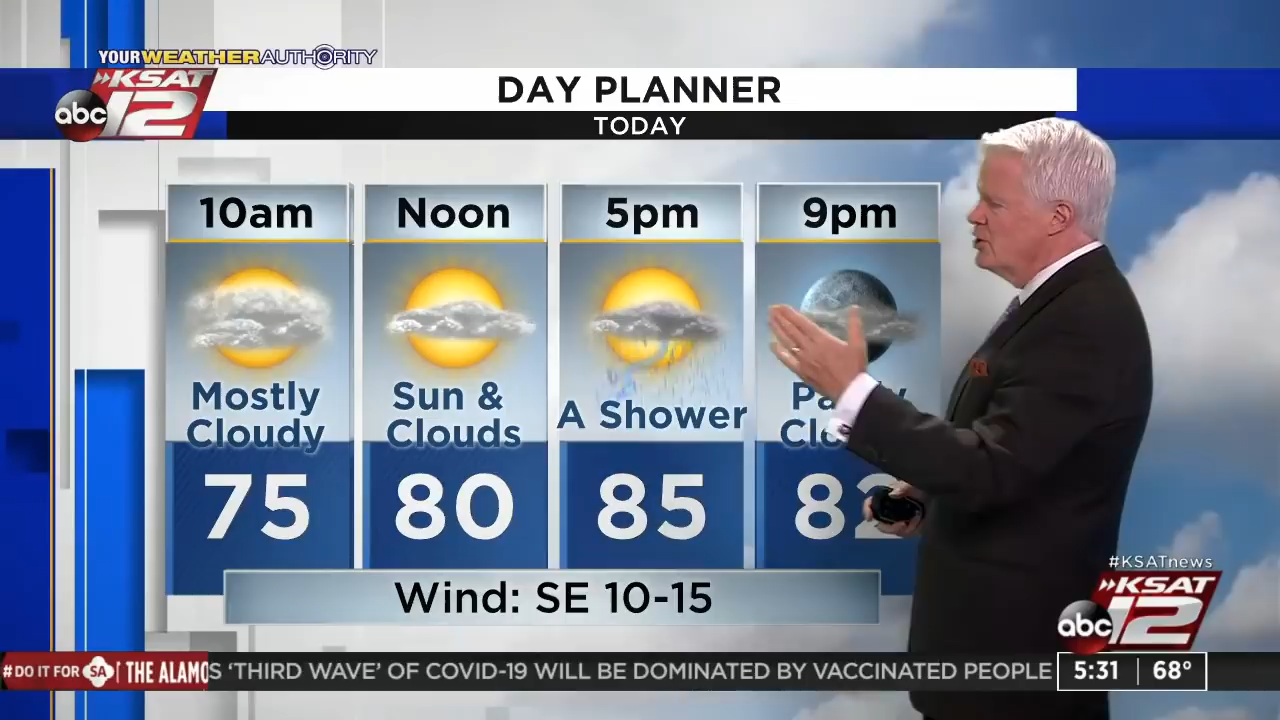 YOUR WEATHER AUTHORITY
KSAT
abc 12
DAY PLANNER
TODAY
10am
Noon
5pm
9pm
Mostly
Cloudy
Sun &
Clouds
A Shower
75
80
85
Wind: SE 10-15
#KSATnews
KSAT
abc 12
#DO IT FOR SA THE ALAMO
S ‘THIRD WAVE’ OF COVID-19 WILL BE DOMINATED BY VACCINATED PEOPLE
5:31 68°